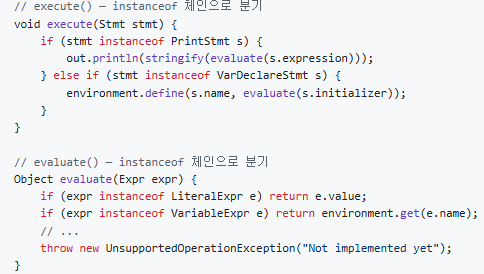 // execute() — instanceof 체인으로 분기
void execute(Stmt stmt) {
    if (stmt instanceof PrintStmt s) {
        out.println(stringify(evaluate(s.expression)));
    } else if (stmt instanceof VarDeclareStmt s) {
        environment.define(s.name, evaluate(s.initializer));
    }
}

// evaluate() — instanceof 체인으로 분기
Object evaluate(Expr expr) {
    if (expr instanceof LiteralExpr e) return e.value;
    if (expr instanceof VariableExpr e) return environment.get(e.name);
    // ...
    throw new UnsupportedOperationException("Not implemented yet");
}